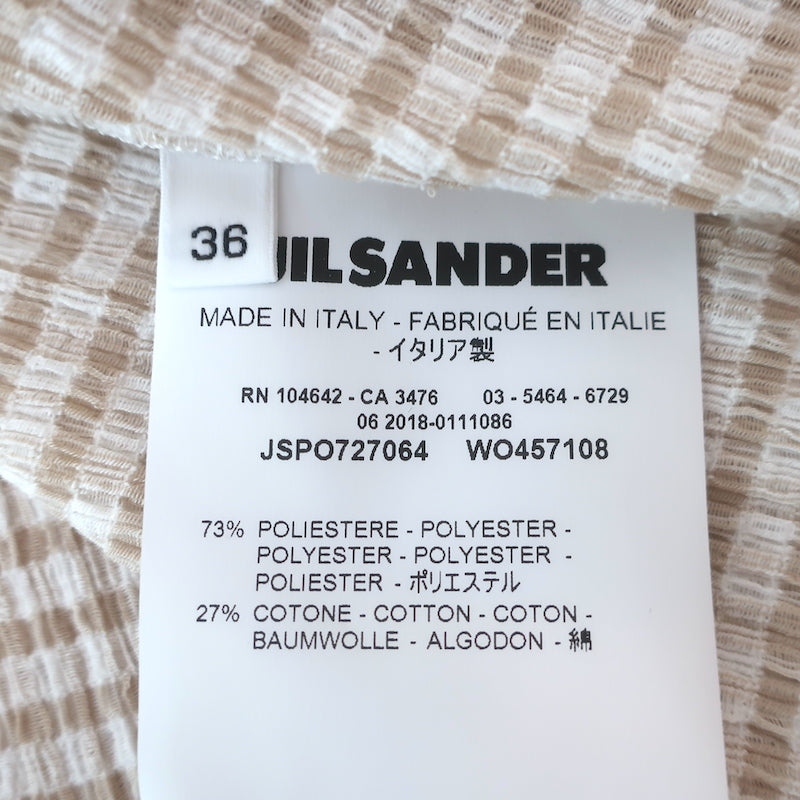 36
JIL SANDER
MADE IN ITALY - FABRIQUÉ EN ITALIE
- イタリア製
RN 104642 - CA 3476 03 - 5464 - 6729
06 2018-0111086
JSPO727064 WO457108
73% POLIESTERE - POLYESTER -
POLYESTER - POLYESTER -
POLIESTER - ポリエステル
27% COTONE - COTTON - COTON -
BAUMWOLLE - ALGODON - 綿